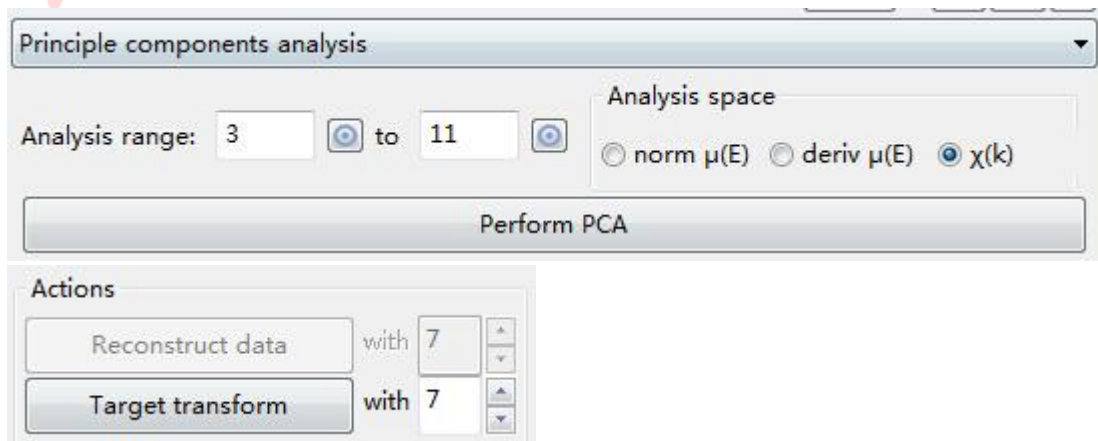 Principle components analysis
Analysis space
Analysis range: 3 to 11 norm μ(E) deriv μ(E) χ(k)
Perform PCA
Actions
Reconstruct data with 7
Target transform with 7